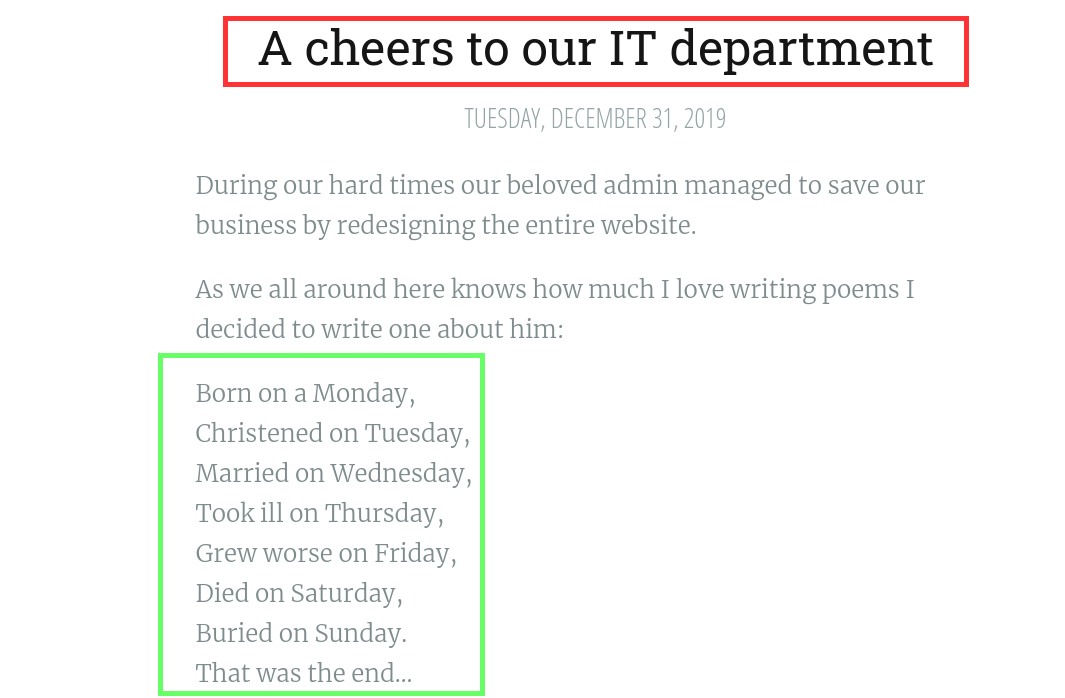 A cheers to our IT department
TUESDAY, DECEMBER 31, 2019
During our hard times our beloved admin managed to save our
business by redesigning the entire website.
As we all around here knows how much I love writing poems I
decided to write one about him:
Born on a Monday,
Christened on Tuesday,
Married on Wednesday,
Took ill on Thursday,
Grew worse on Friday,
Died on Saturday,
Buried on Sunday.
That was the end…